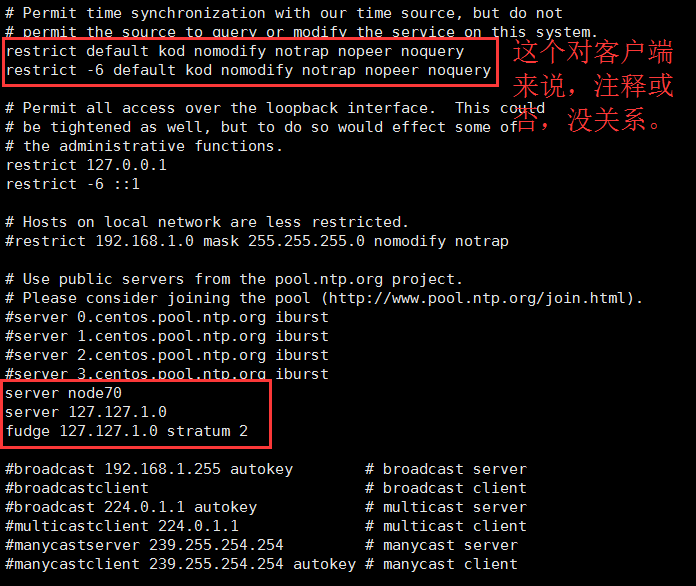 # Permit time synchronization with our time source, but do not
# permit the source to query or modify the service on this system.
restrict default kod nomodify notrap nopeer noquery
restrict -6 default kod nomodify notrap nopeer noquery
这个对客户端
来说，注释或
否，没关系。
# Permit all access over the loopback interface.  This could
# be tightened as well, but to do so would effect some of
# the administrative functions.
restrict 127.0.0.1
restrict -6 ::1
# Hosts on local network are less restricted.
#restrict 192.168.1.0 mask 255.255.255.0 nomodify notrap
# Use public servers from the pool.ntp.org project.
# Please consider joining the pool (http://www.pool.ntp.org/join.html).
#server 0.centos.pool.ntp.org iburst
#server 1.centos.pool.ntp.org iburst
#server 2.centos.pool.ntp.org iburst
#server 3.centos.pool.ntp.org iburst
server node70
server 127.127.1.0
fudge 127.127.1.0 stratum 2
#broadcast 192.168.1.255 autokey        # broadcast server
#broadcastclient                        # broadcast client
#broadcast 224.0.1.1 autokey            # multicast server
#multicastclient 224.0.1.1              # multicast client
#manycastserver 239.255.254.254         # manycast server
#manycastclient 239.255.254.254 autokey # manycast client